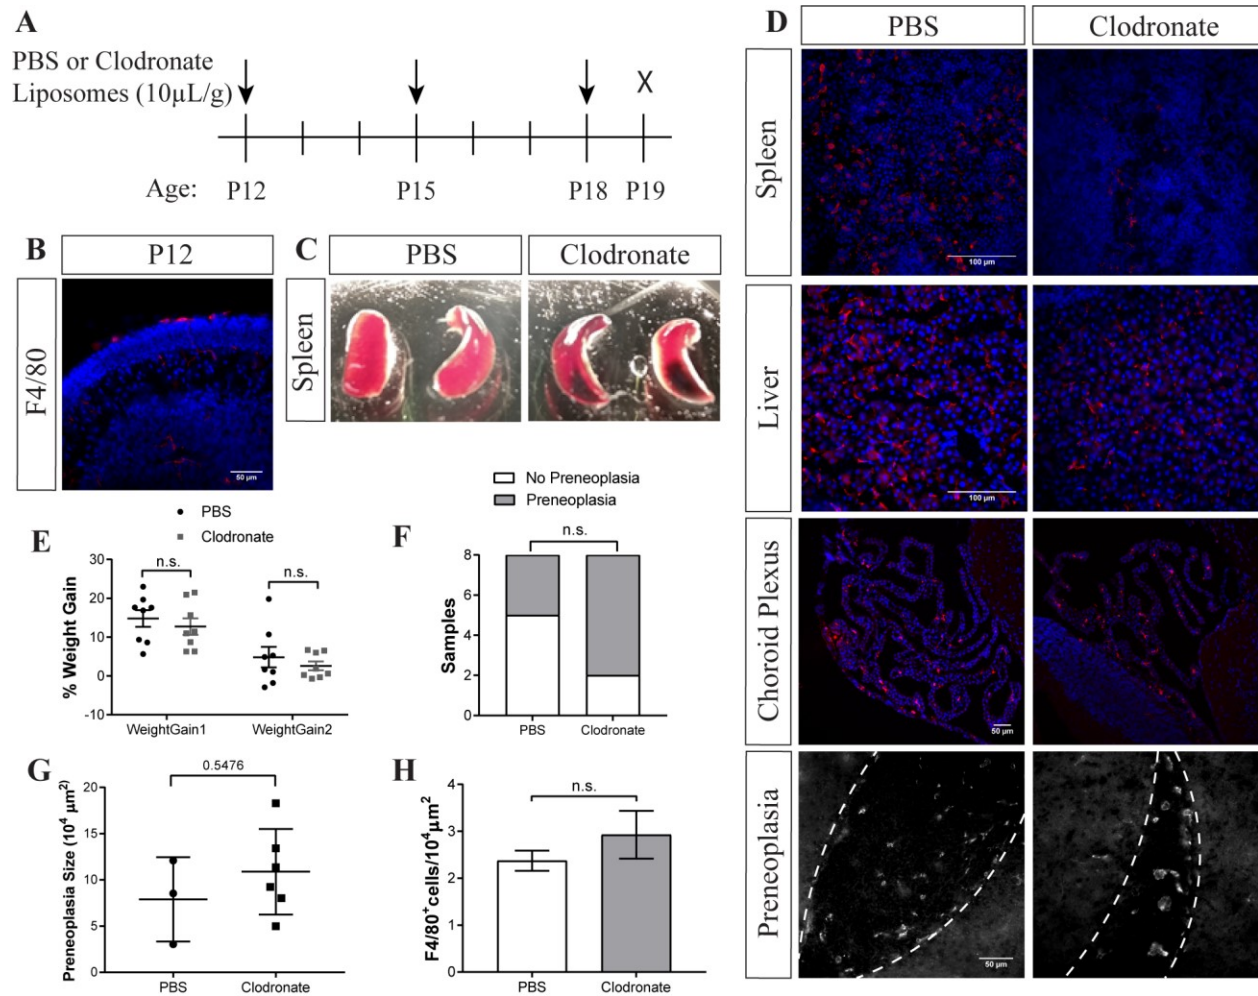 A
PBS or Clodronate
Liposomes (10µL/g)
X
Age: P12 P15 P18 P19
B
P12
F4/80
50 µm
C
PBS Clodronate
Spleen
D
PBS Clodronate
Spleen
100 µm
Liver
100 µm
Choroid Plexus
50 µm
Preneoplasia
50 µm
E
PBS
Clodronate
n.s.
n.s.
% Weight Gain
30
20
10
0
-10
WeightGain1 WeightGain2
F
No Preneoplasia
Preneoplasia
n.s.
Samples
8
6
4
2
0
PBS Clodronate
G
0.5476
Preneoplasia Size (10⁴ µm²)
20
15
10
5
0
PBS Clodronate
H
n.s.
F4/80⁺cells/10⁴µm²
4
3
2
1
0
PBS Clodronate